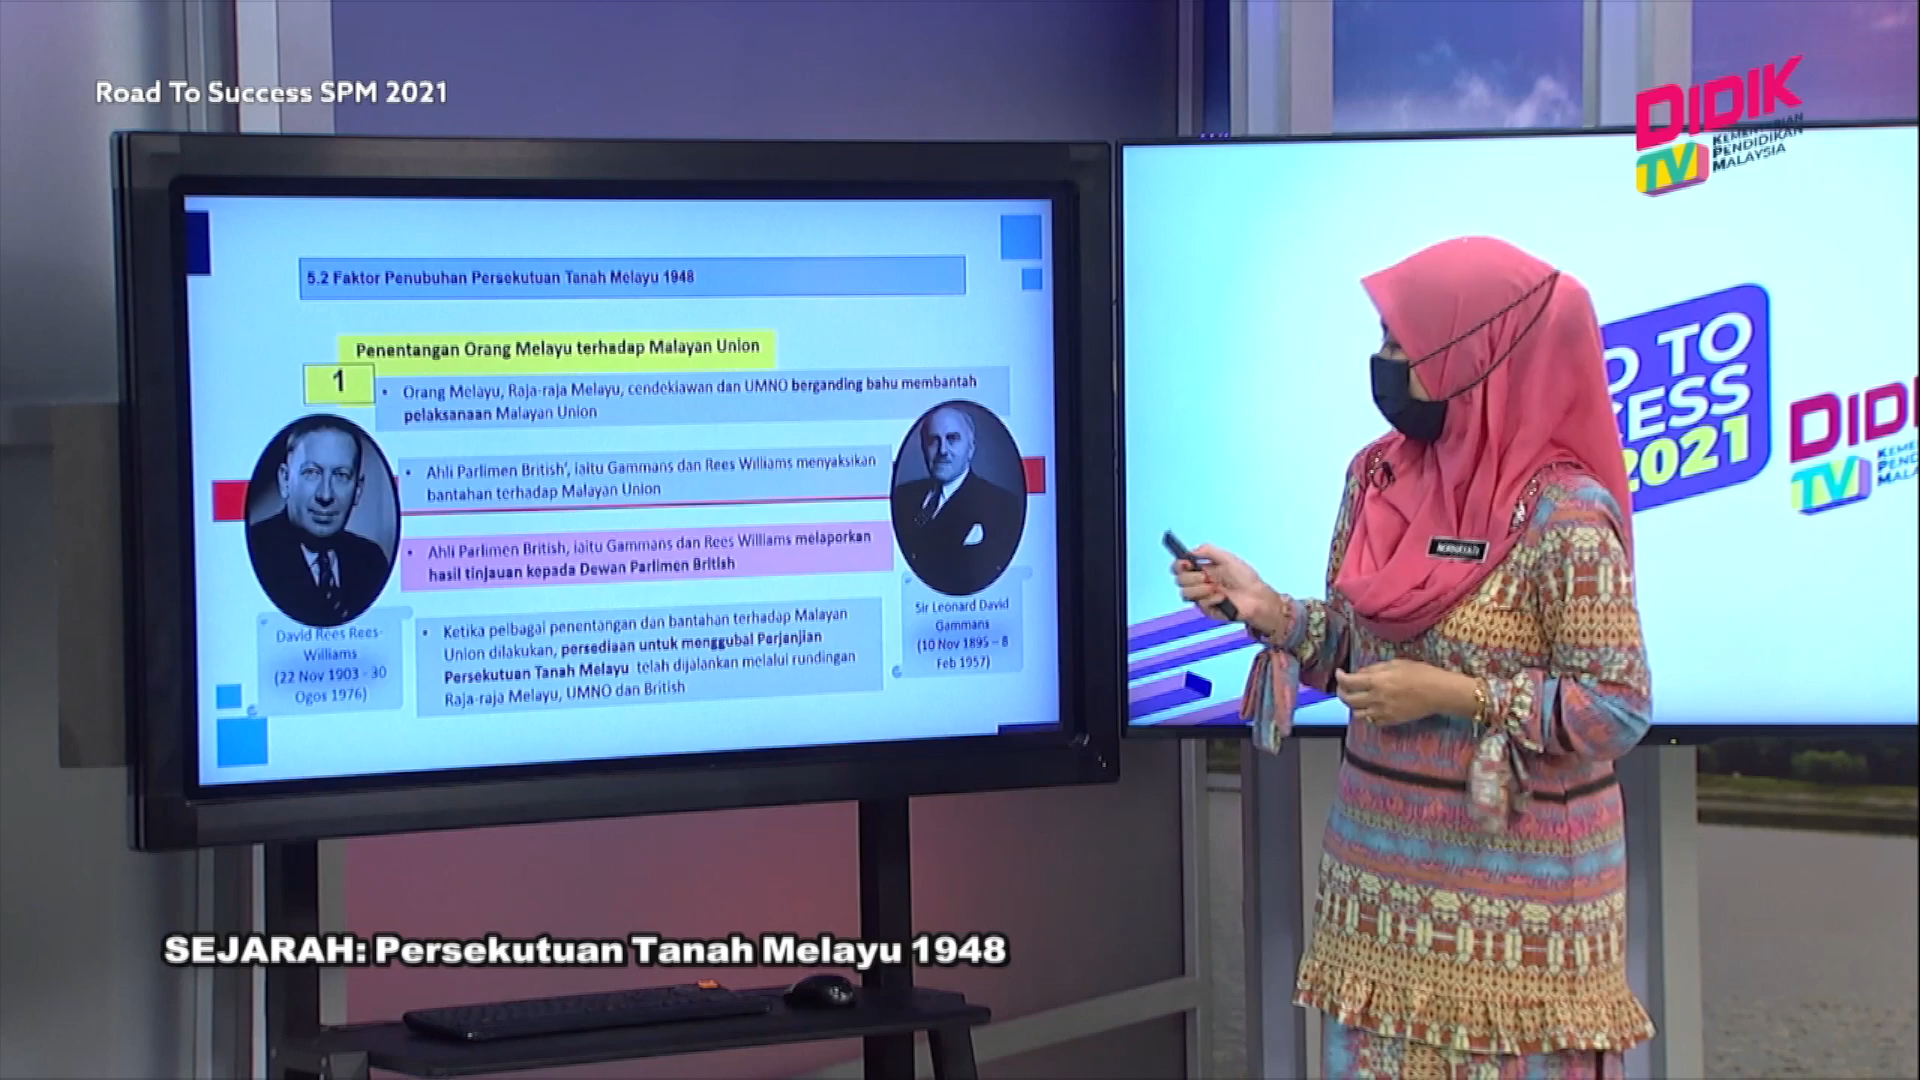 Road To Success SPM 2021
DIDIK
TV
KEMENTERIAN
PENDIDIKAN
MALAYSIA
5.2 Faktor Penubuhan Persekutuan Tanah Melayu 1948
Penentangan Orang Melayu terhadap Malayan Union
1
• Orang Melayu, Raja-raja Melayu, cendekiawan dan UMNO berganding bahu membantah
pelaksanaan Malayan Union
• Ahli Parlimen British', iaitu Gammans dan Rees Williams menyaksikan
bantahan terhadap Malayan Union
• Ahli Parlimen British, iaitu Gammans dan Rees Williams melaporkan
hasil tinjauan kepada Dewan Parlimen British
• Ketika pelbagai penentangan dan bantahan terhadap Malayan
Union dilakukan, persediaan untuk menggubal Perjanjian
Persekutuan Tanah Melayu telah dijalankan melalui rundingan
Raja-raja Melayu, UMNO dan British
David Rees Rees-
Williams
(22 Nov 1903 - 30
Ogos 1976)
Sir Leonard David
Gammans
(10 Nov 1895 – 8
Feb 1957)
TO
2021
DIDI
TV
SEJARAH: Persekutuan Tanah Melayu 1948